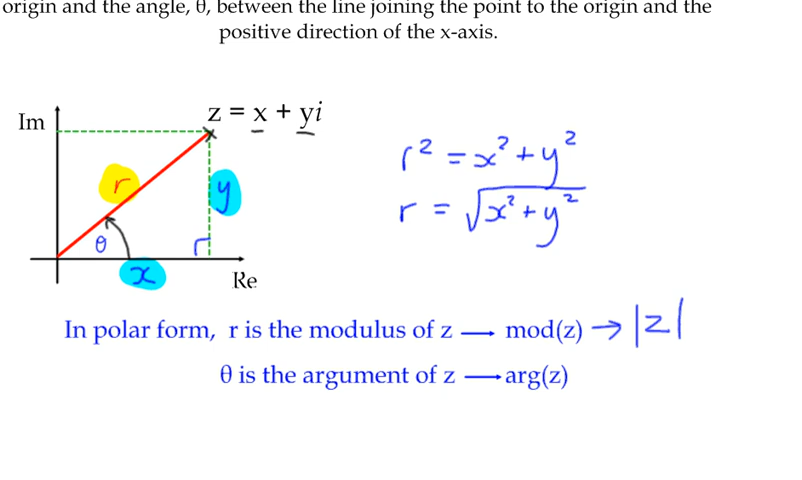 origin and the angle, θ, between the line joining the point to the origin and the
positive direction of the x-axis.
z = x + yi
Im
r
y
θ
x
Re
r² = x² + y²
r = √(x² + y²)
In polar form, r is the modulus of z → mod(z) → |z|
θ is the argument of z → arg(z)